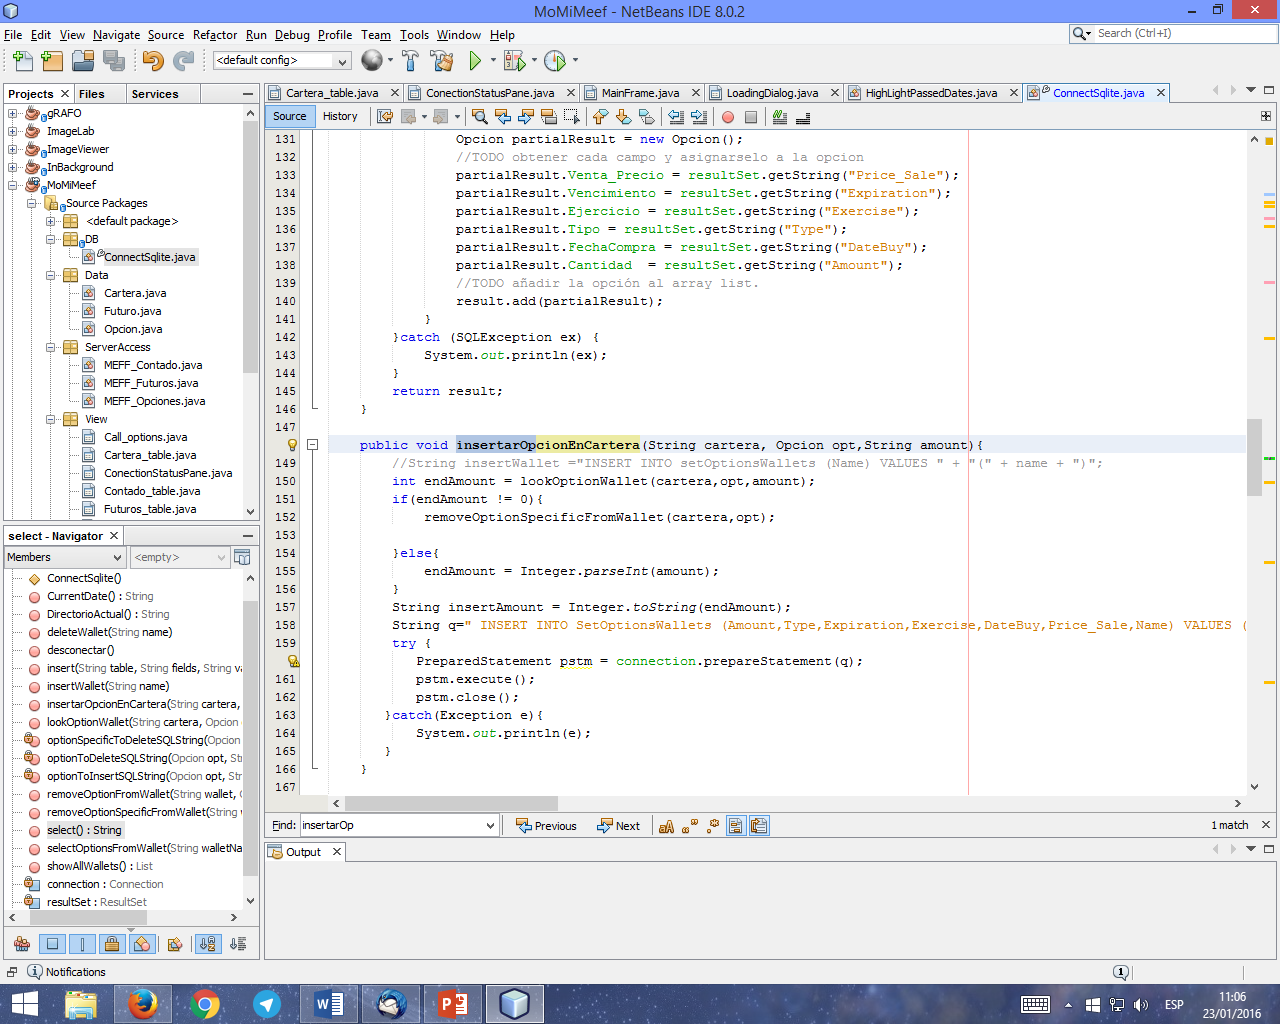 MoMiMeef - NetBeans IDE 8.0.2
File Edit View Navigate Source Refactor Run Debug Profile Team Tools Window Help
Search (Ctrl+I)
<default config>
Projects Files Services
gRAFO
ImageLab
ImageViewer
InBackground
MoMiMeef
Source Packages
<default package>
DB
ConnectSqlite.java
Data
Cartera.java
Futuro.java
Opcion.java
ServerAccess
MEFF_Contado.java
MEFF_Futuros.java
MEFF_Opciones.java
View
Call_options.java
Cartera_table.java
ConectionStatusPane.java
Contado_table.java
Futuros_table.java
select - Navigator
Members <empty>
ConnectSqlite()
CurrentDate() : String
DirectorioActual() : String
deleteWallet(String name)
desconectar()
insert(String table, String fields, String va
insertWallet(String name)
insertarOpcionEnCartera(String cartera,
lookOptionWallet(String cartera, Opcion
optionSpecificToDeleteSQLString(Opcion
optionToDeleteSQLString(Opcion opt, St
optionToInsertSQLString(Opcion opt, Str
removeOptionFromWallet(String wallet,
removeOptionSpecificFromWallet(String
select() : String
selectOptionsFromWallet(String walletNa
showAllWallets() : List
connection : Connection
resultSet : ResultSet
Cartera_table.java ConectionStatusPane.java MainFrame.java LoadingDialog.java HighLightPassedDates.java ConnectSqlite.java
Source History
131 Opcion partialResult = new Opcion();
132 //TODO obtener cada campo y asignarselo a la opcion
133 partialResult.Venta_Precio = resultSet.getString("Price_Sale");
134 partialResult.Vencimiento = resultSet.getString("Expiration");
135 partialResult.Ejercicio = resultSet.getString("Exercise");
136 partialResult.Tipo = resultSet.getString("Type");
137 partialResult.FechaCompra = resultSet.getString("DateBuy");
138 partialResult.Cantidad = resultSet.getString("Amount");
139 //TODO añadir la opción al array list.
140 result.add(partialResult);
141 }
142 }catch (SQLException ex) {
143 System.out.println(ex);
144 }
145 return result;
146 }
147
public void insertarOpcionEnCartera(String cartera, Opcion opt,String amount){
149 //String insertWallet ="INSERT INTO setOptionsWallets (Name) VALUES " + "(" + name + ")";
150 int endAmount = lookOptionWallet(cartera,opt,amount);
151 if(endAmount != 0){
152 removeOptionSpecificFromWallet(cartera,opt);
153
154 }else{
155 endAmount = Integer.parseInt(amount);
156 }
157 String insertAmount = Integer.toString(endAmount);
158 String q=" INSERT INTO SetOptionsWallets (Amount,Type,Expiration,Exercise,DateBuy,Price_Sale,Name) VALUES (
159 try {
PreparedStatement pstm = connection.prepareStatement(q);
161 pstm.execute();
162 pstm.close();
163 }catch(Exception e){
164 System.out.println(e);
165 }
166 }
167
Find: insertarOp Previous Next 1 match
Output
Notifications 1
ESP 11:06
23/01/2016